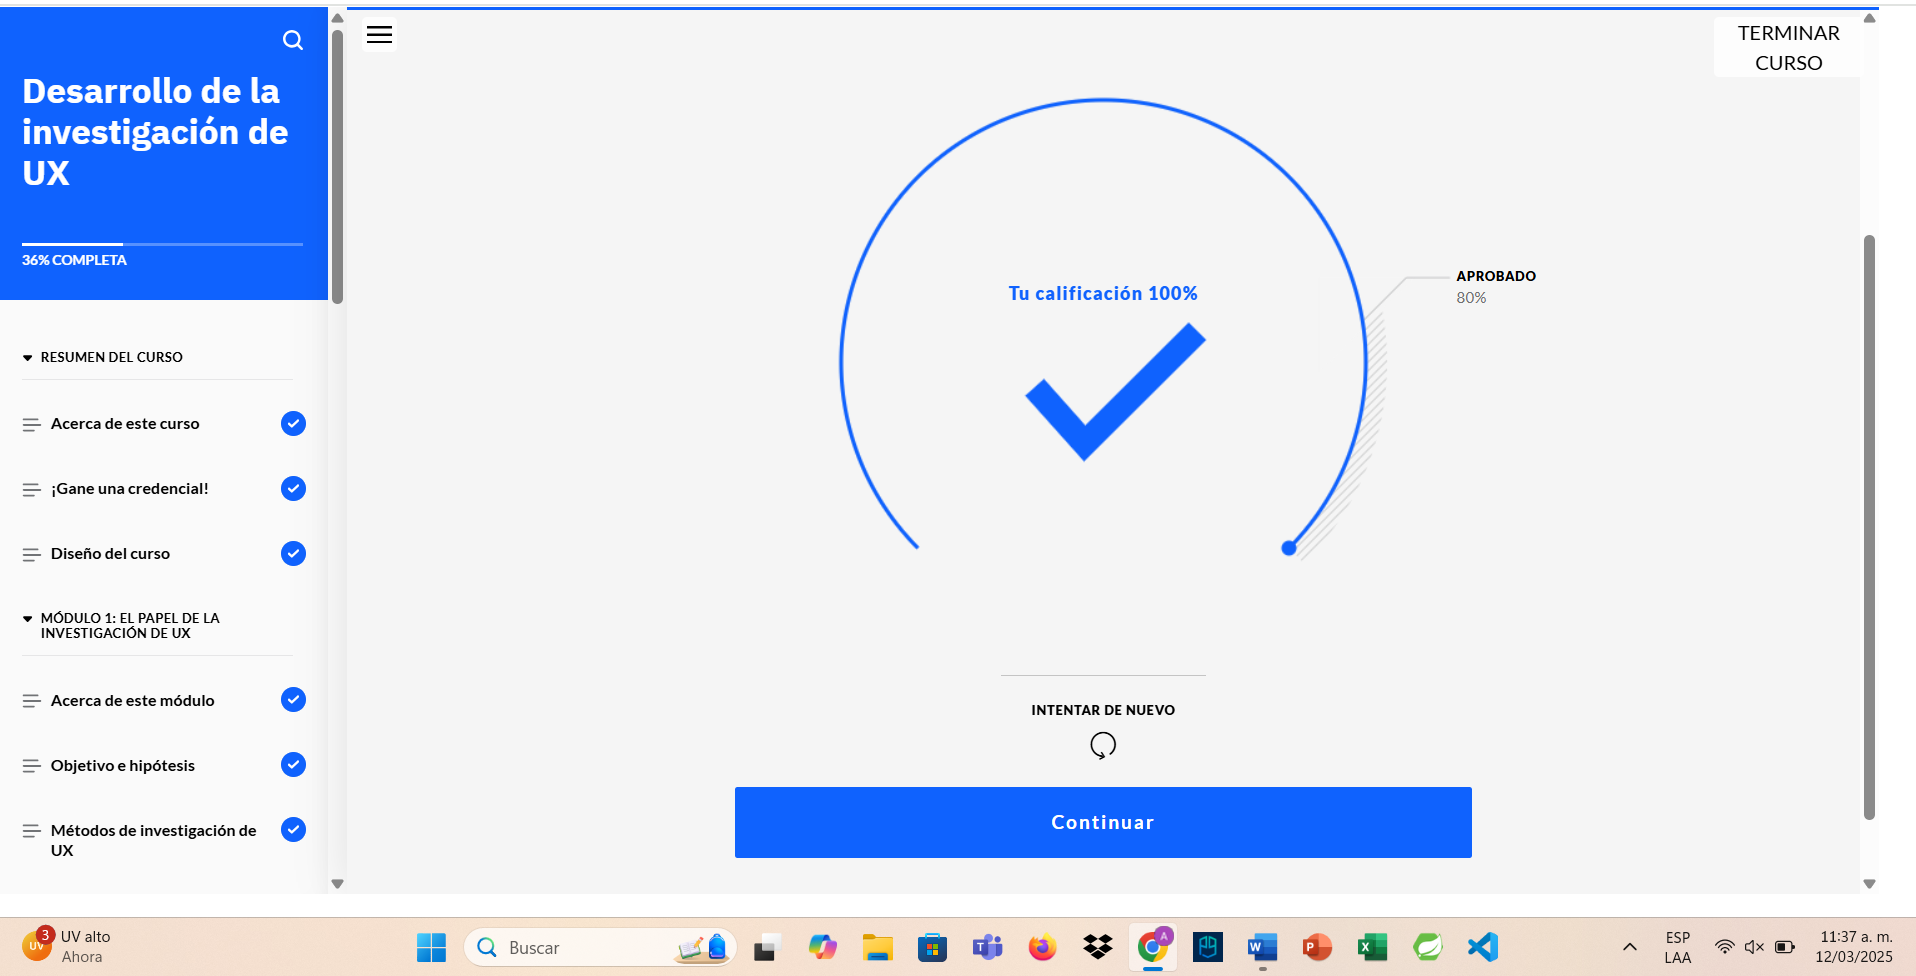 Desarrollo de la
investigación de
UX
36% COMPLETA
RESUMEN DEL CURSO
Acerca de este curso
¡Gane una credencial!
Diseño del curso
MÓDULO 1: EL PAPEL DE LA
INVESTIGACIÓN DE UX
Acerca de este módulo
Objetivo e hipótesis
Métodos de investigación de
UX
TERMINAR
CURSO
Tu calificación 100%
APROBADO
80%
INTENTAR DE NUEVO
Continuar
UV
3
UV alto
Ahora
Buscar
T
A
W
P
X
ESP
LAA
11:37 a. m.
12/03/2025